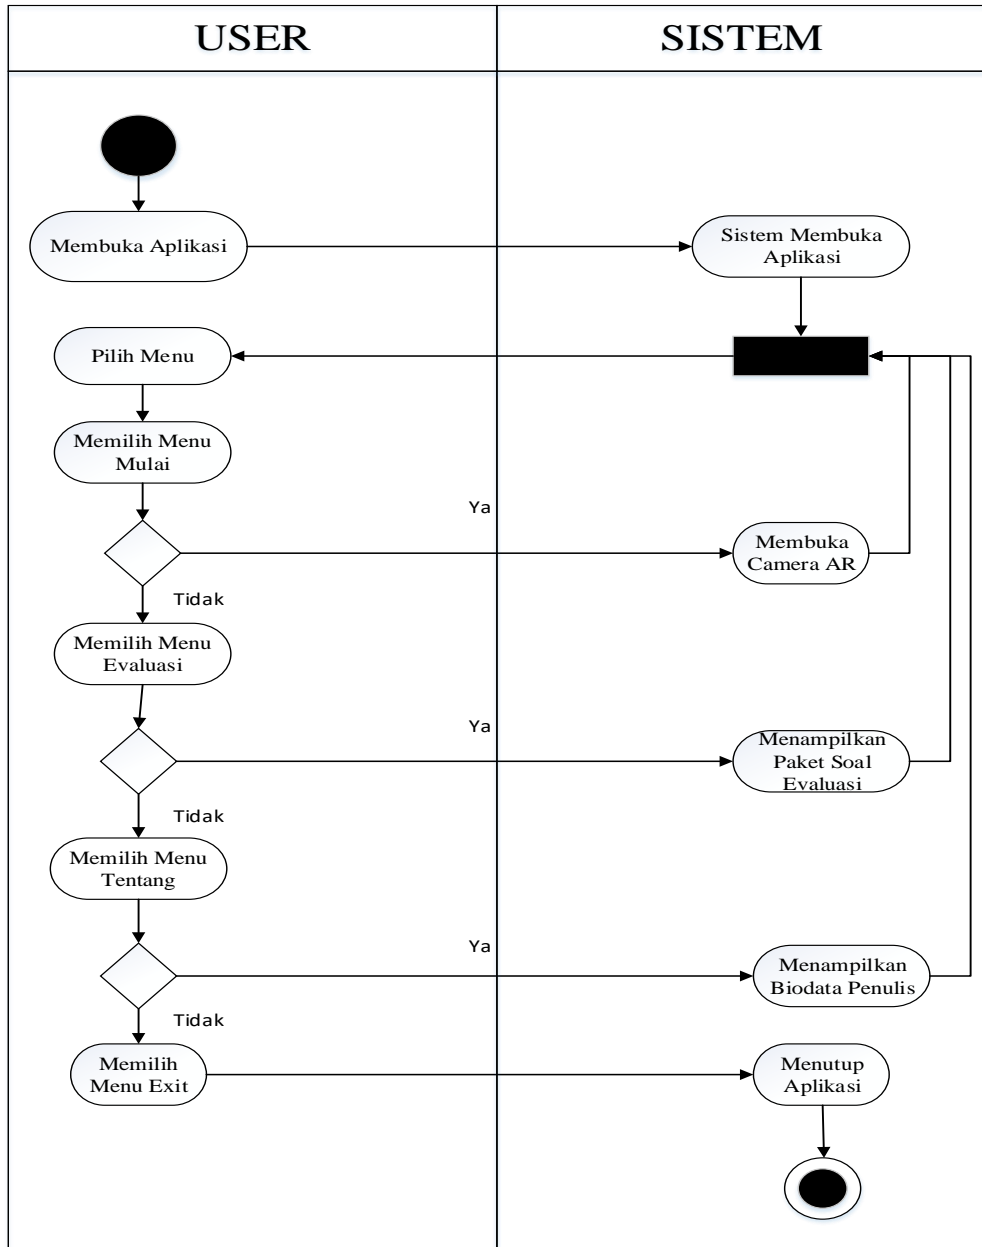 USER
SISTEM
Membuka Aplikasi
Sistem Membuka
Aplikasi
Pilih Menu
Memilih Menu
Mulai
Ya
Membuka
Camera AR
Tidak
Memilih Menu
Evaluasi
Ya
Menampilkan
Paket Soal
Evaluasi
Tidak
Memilih Menu
Tentang
Ya
Menampilkan
Biodata Penulis
Tidak
Memilih
Menu Exit
Menutup
Aplikasi